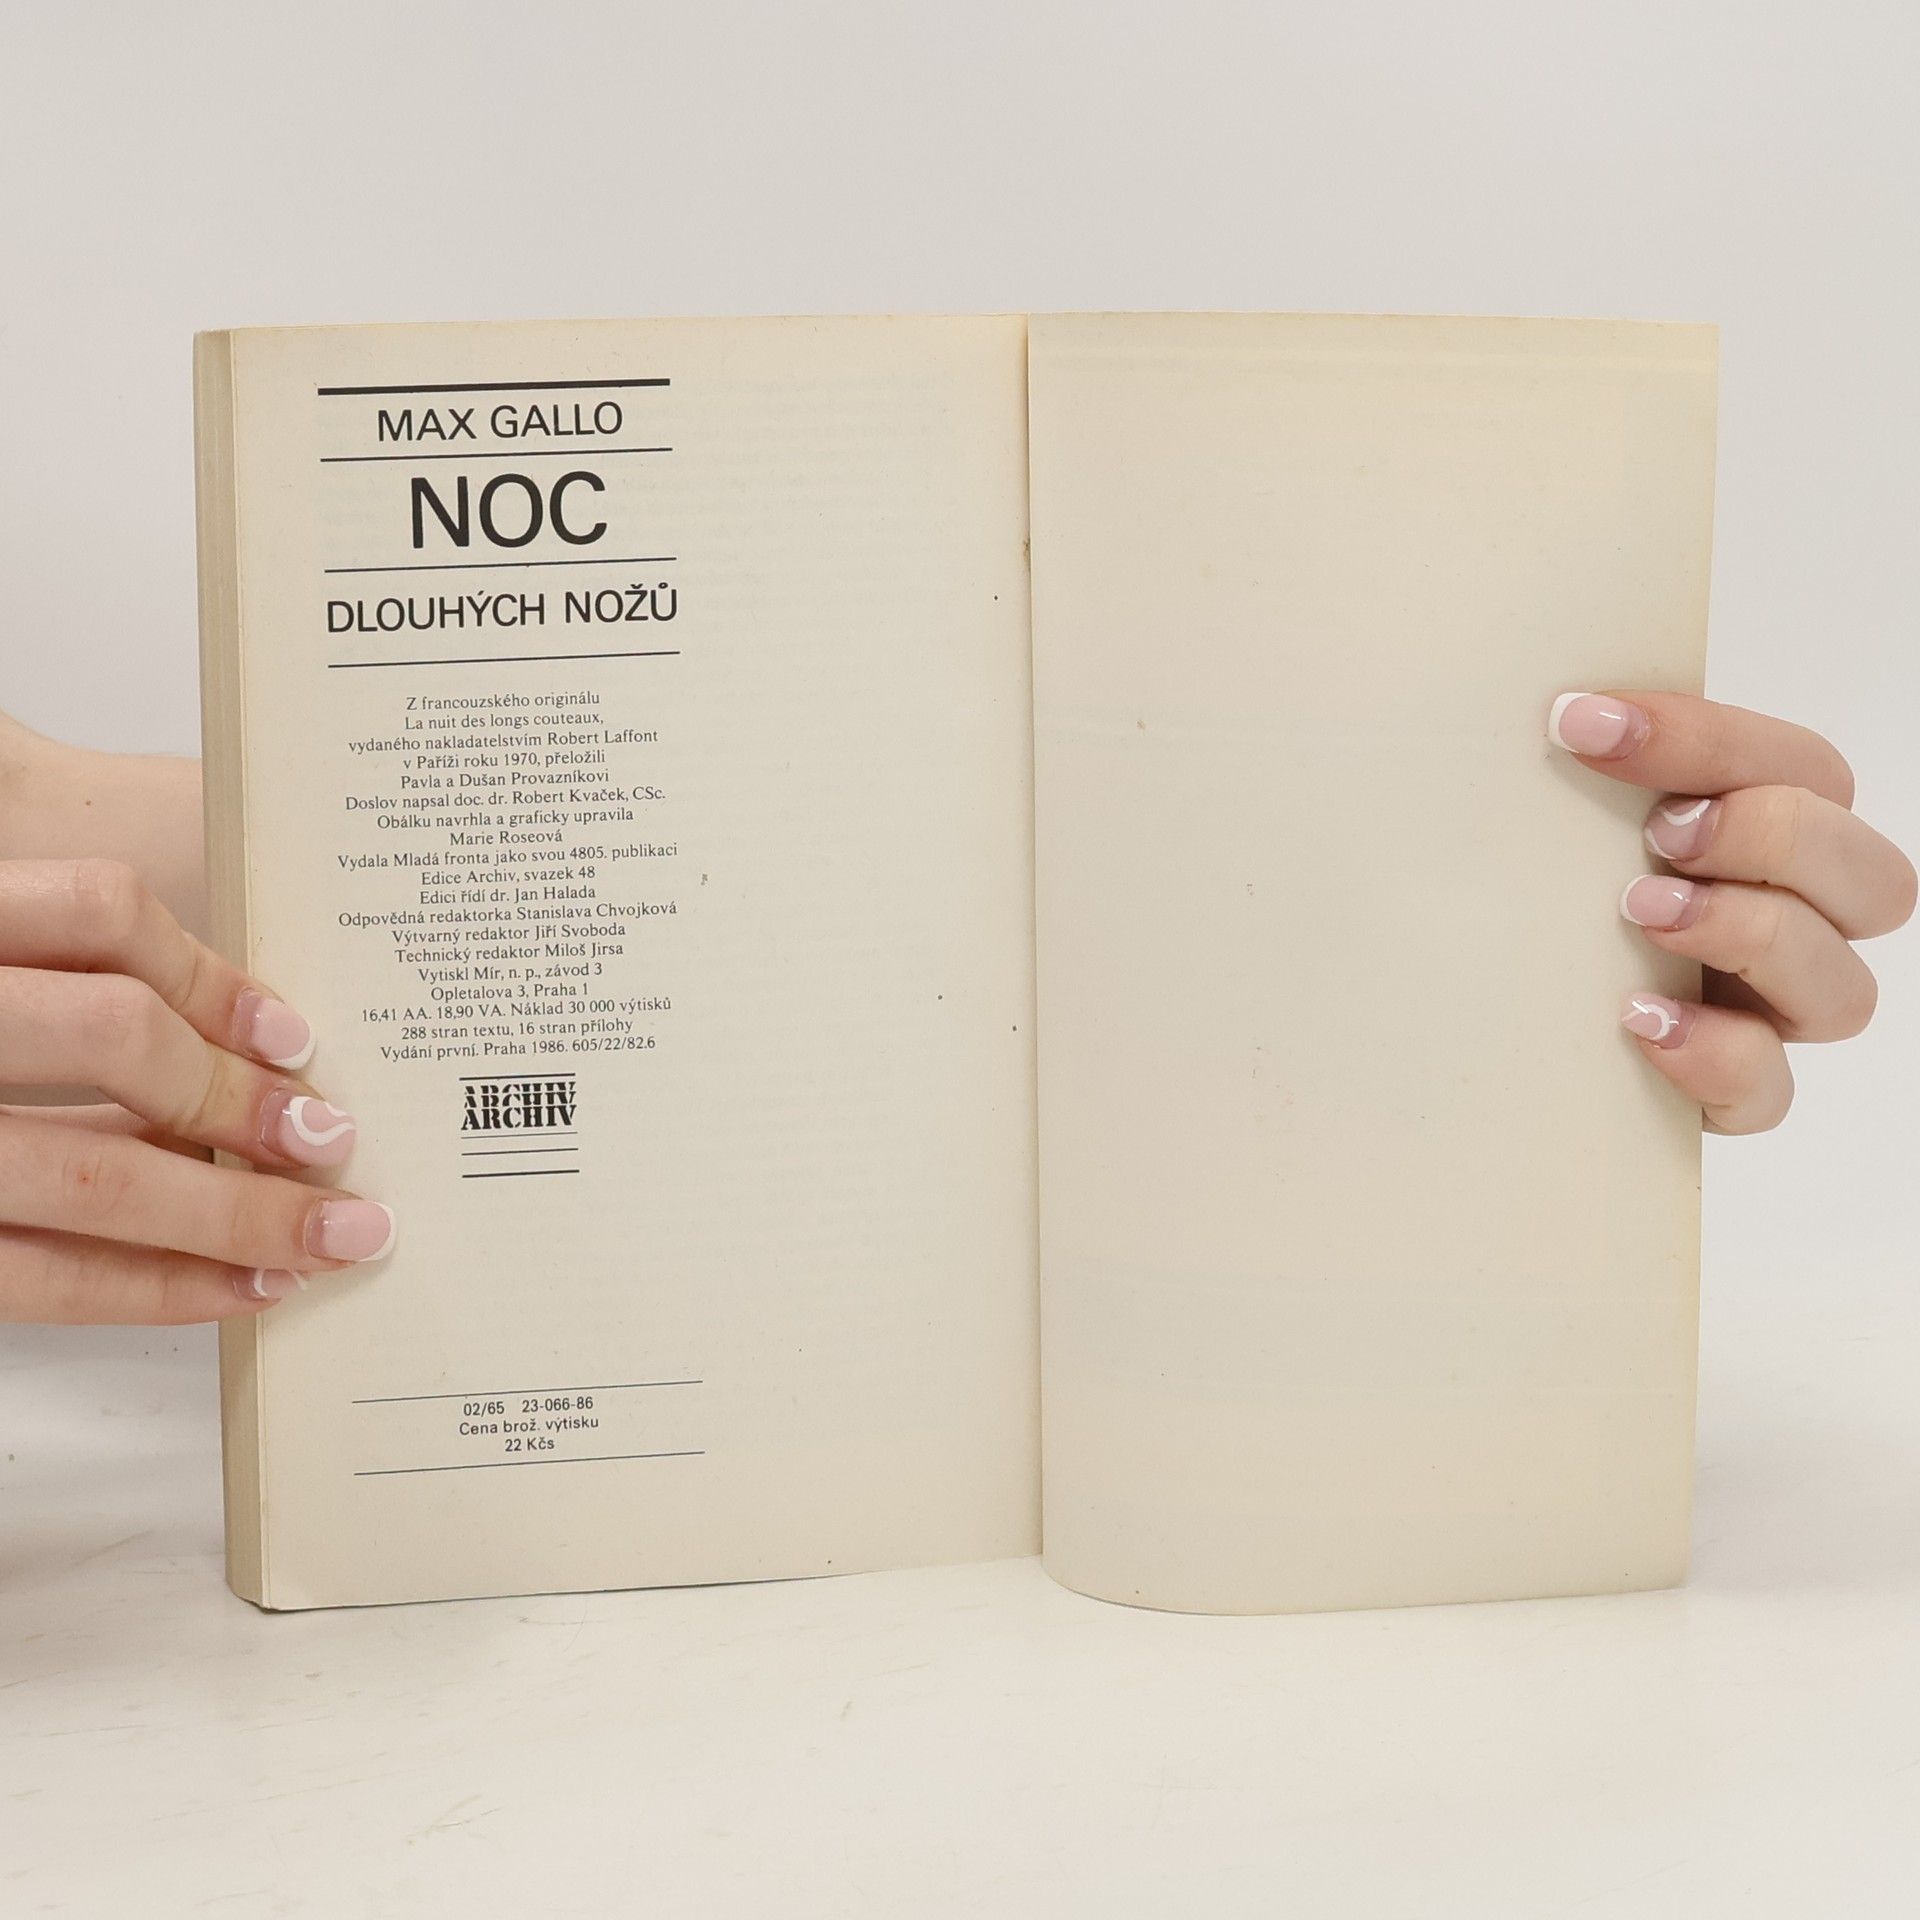 MAX GALLO
NOC
DLOUHÝCH NOŽŮ
Z francouzského originálu
La nuit des longs couteaux,
vydaného nakladatelstvím Robert Laffont
v Paříži roku 1970, přeložili
Pavla a Dušan Provazníkovi
Doslov napsal doc. dr. Robert Kvaček, CSc.
Obálku navrhla a graficky upravila
Marie Roseová
Vydala Mladá fronta jako svou 4805. publikaci
Edice Archiv, svazek 48
Edici řídí dr. Jan Halada
Odpovědná redaktorka Stanislava Chvojková
Výtvarný redaktor Jiří Svoboda
Technický redaktor Miloš Jirsa
Vytiskl Mír, n. p., závod 3
Opletalova 3, Praha 1
16,41 AA. 18,90 VA. Náklad 30 000 výtisků
288 stran textu, 16 stran přílohy
Vydání první. Praha 1986. 605/22/82.6
ARCHIV
ARCHIV
ARCHIV
02/65 23-066-86
Cena brož. výtisku
22 Kčs